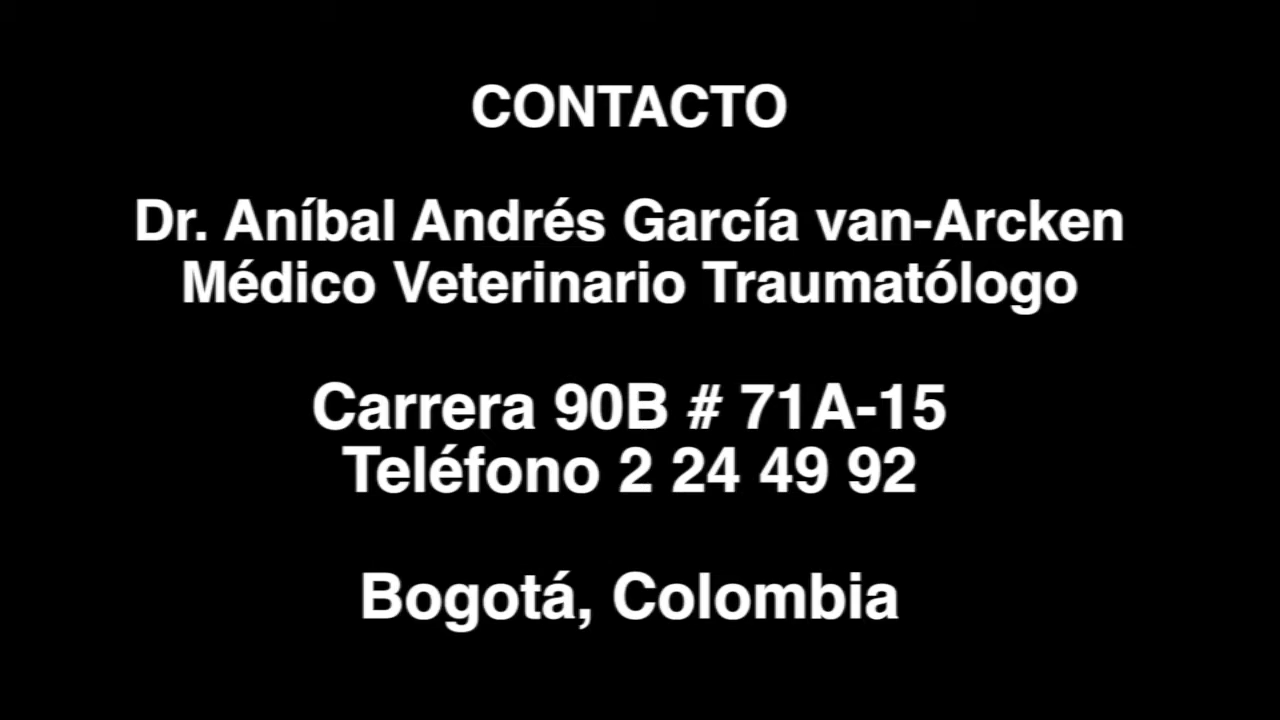 CONTACTO
Dr. Aníbal Andrés García van-Arcken
Médico Veterinario Traumatólogo
Carrera 90B # 71A-15
Teléfono 2 24 49 92
Bogotá, Colombia